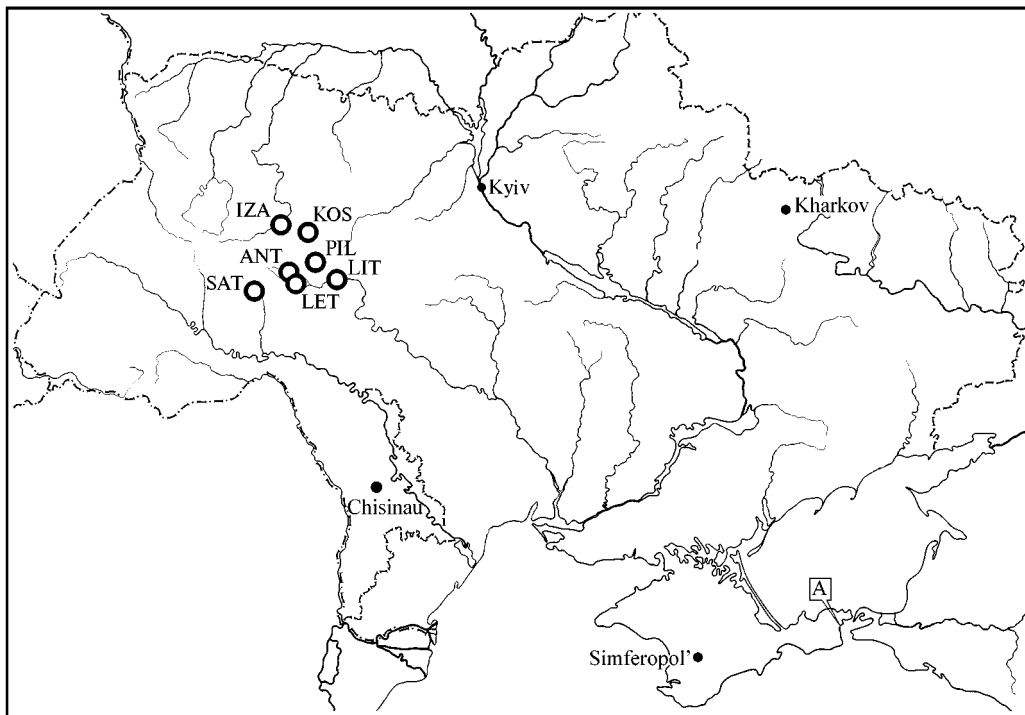 Kyiv
Kharkov
IZA
KOS
PIL
ANT
LIT
SAT
LET
Chisinau
A
Simferopol’